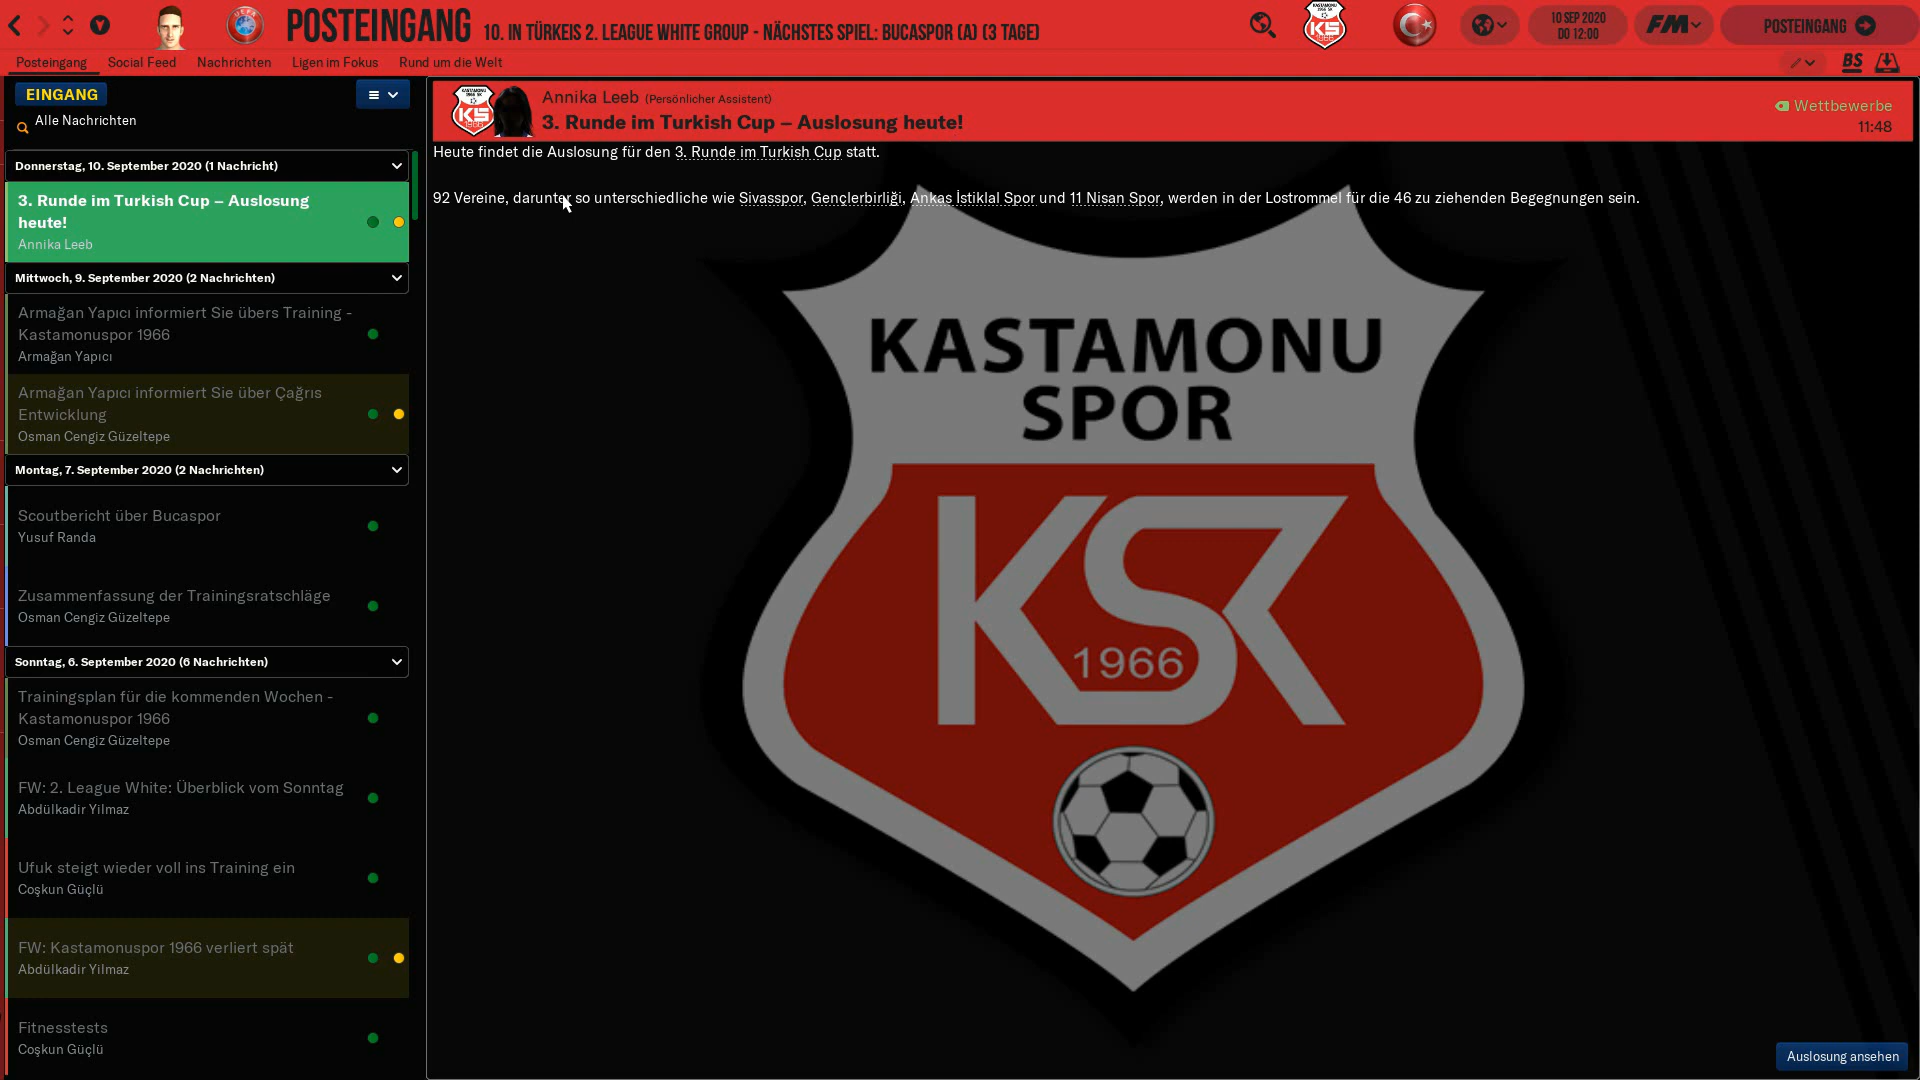 POSTEINGANG
10. IN TÜRKEIS 2. LEAGUE WHITE GROUP - NÄCHSTES SPIEL: BUCASPOR (A) (3 TAGE)
10 SEP 2020
DO 12:00
FM
POSTEINGANG
Posteingang
Social Feed
Nachrichten
Ligen im Fokus
Rund um die Welt
BS
EINGANG
Alle Nachrichten
Donnerstag, 10. September 2020 (1 Nachricht)
3. Runde im Turkish Cup – Auslosung
heute!
Annika Leeb
Mittwoch, 9. September 2020 (2 Nachrichten)
Armağan Yapıcı informiert Sie übers Training -
Kastamonuspor 1966
Armağan Yapıcı
Armağan Yapıcı informiert Sie über Çağrıs
Entwicklung
Osman Cengiz Güzeltepe
Montag, 7. September 2020 (2 Nachrichten)
Scoutbericht über Bucaspor
Yusuf Randa
Zusammenfassung der Trainingsratschläge
Osman Cengiz Güzeltepe
Sonntag, 6. September 2020 (6 Nachrichten)
Trainingsplan für die kommenden Wochen -
Kastamonuspor 1966
Osman Cengiz Güzeltepe
FW: 2. League White: Überblick vom Sonntag
Abdülkadir Yilmaz
Ufuk steigt wieder voll ins Training ein
Coşkun Güçlü
FW: Kastamonuspor 1966 verliert spät
Abdülkadir Yilmaz
Fitnesstests
Coşkun Güçlü
Annika Leeb (Persönlicher Assistent)
3. Runde im Turkish Cup – Auslosung heute!
Wettbewerbe
11:48
Heute findet die Auslosung für den 3. Runde im Turkish Cup statt.
92 Vereine, darunter so unterschiedliche wie Sivasspor, Gençlerbirliği, Ankas İstiklal Spor und 11 Nisan Spor, werden in der Lostrommel für die 46 zu ziehenden Begegnungen sein.
KASTAMONU
SPOR
KSK
1966
Auslosung ansehen